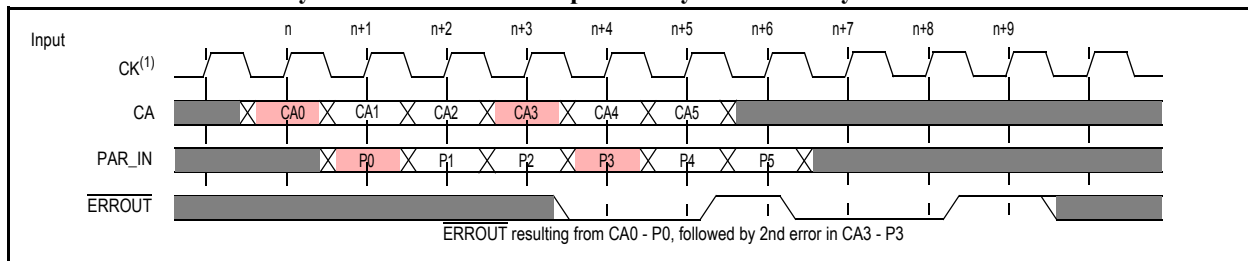 Input
n n+1 n+2 n+3 n+4 n+5 n+6 n+7 n+8 n+9
CK(1)
CA CA0 CA1 CA2 CA3 CA4 CA5
PAR_IN P0 P1 P2 P3 P4 P5
ERROUT
ERROUT resulting from CA0 - P0, followed by 2nd error in CA3 - P3